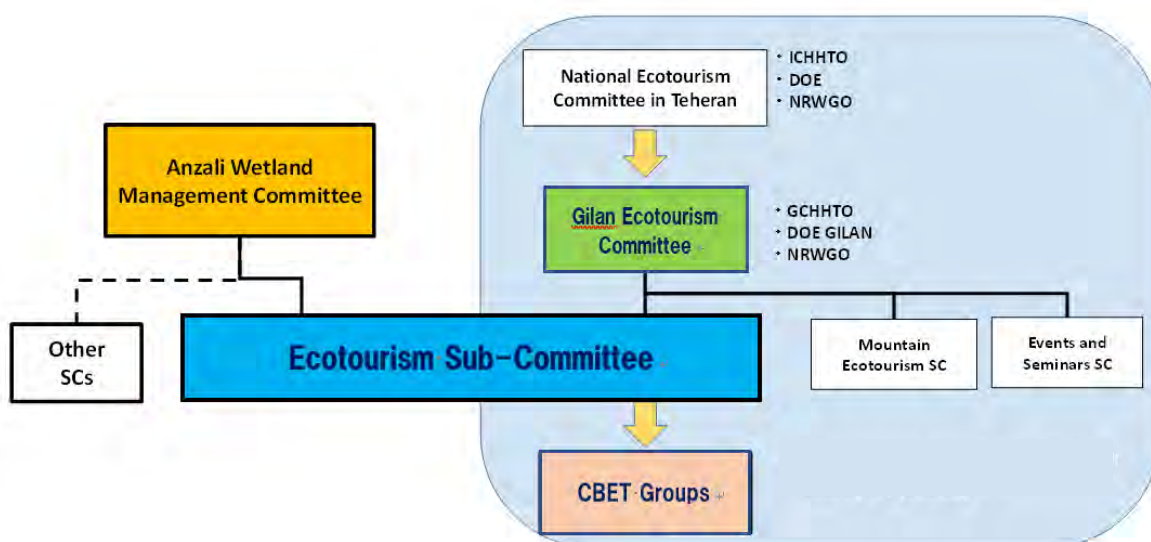 National Ecotourism
Committee in Teheran
・ICHHTO
・DOE
・NRWGO
Anzali Wetland
Management Committee
Gilan Ecotourism
Committee
・GCHHTO
・DOE GILAN
・NRWGO
Other
SCs
Ecotourism Sub-Committee
Mountain
Ecotourism SC
Events and
Seminars SC
CBET Groups